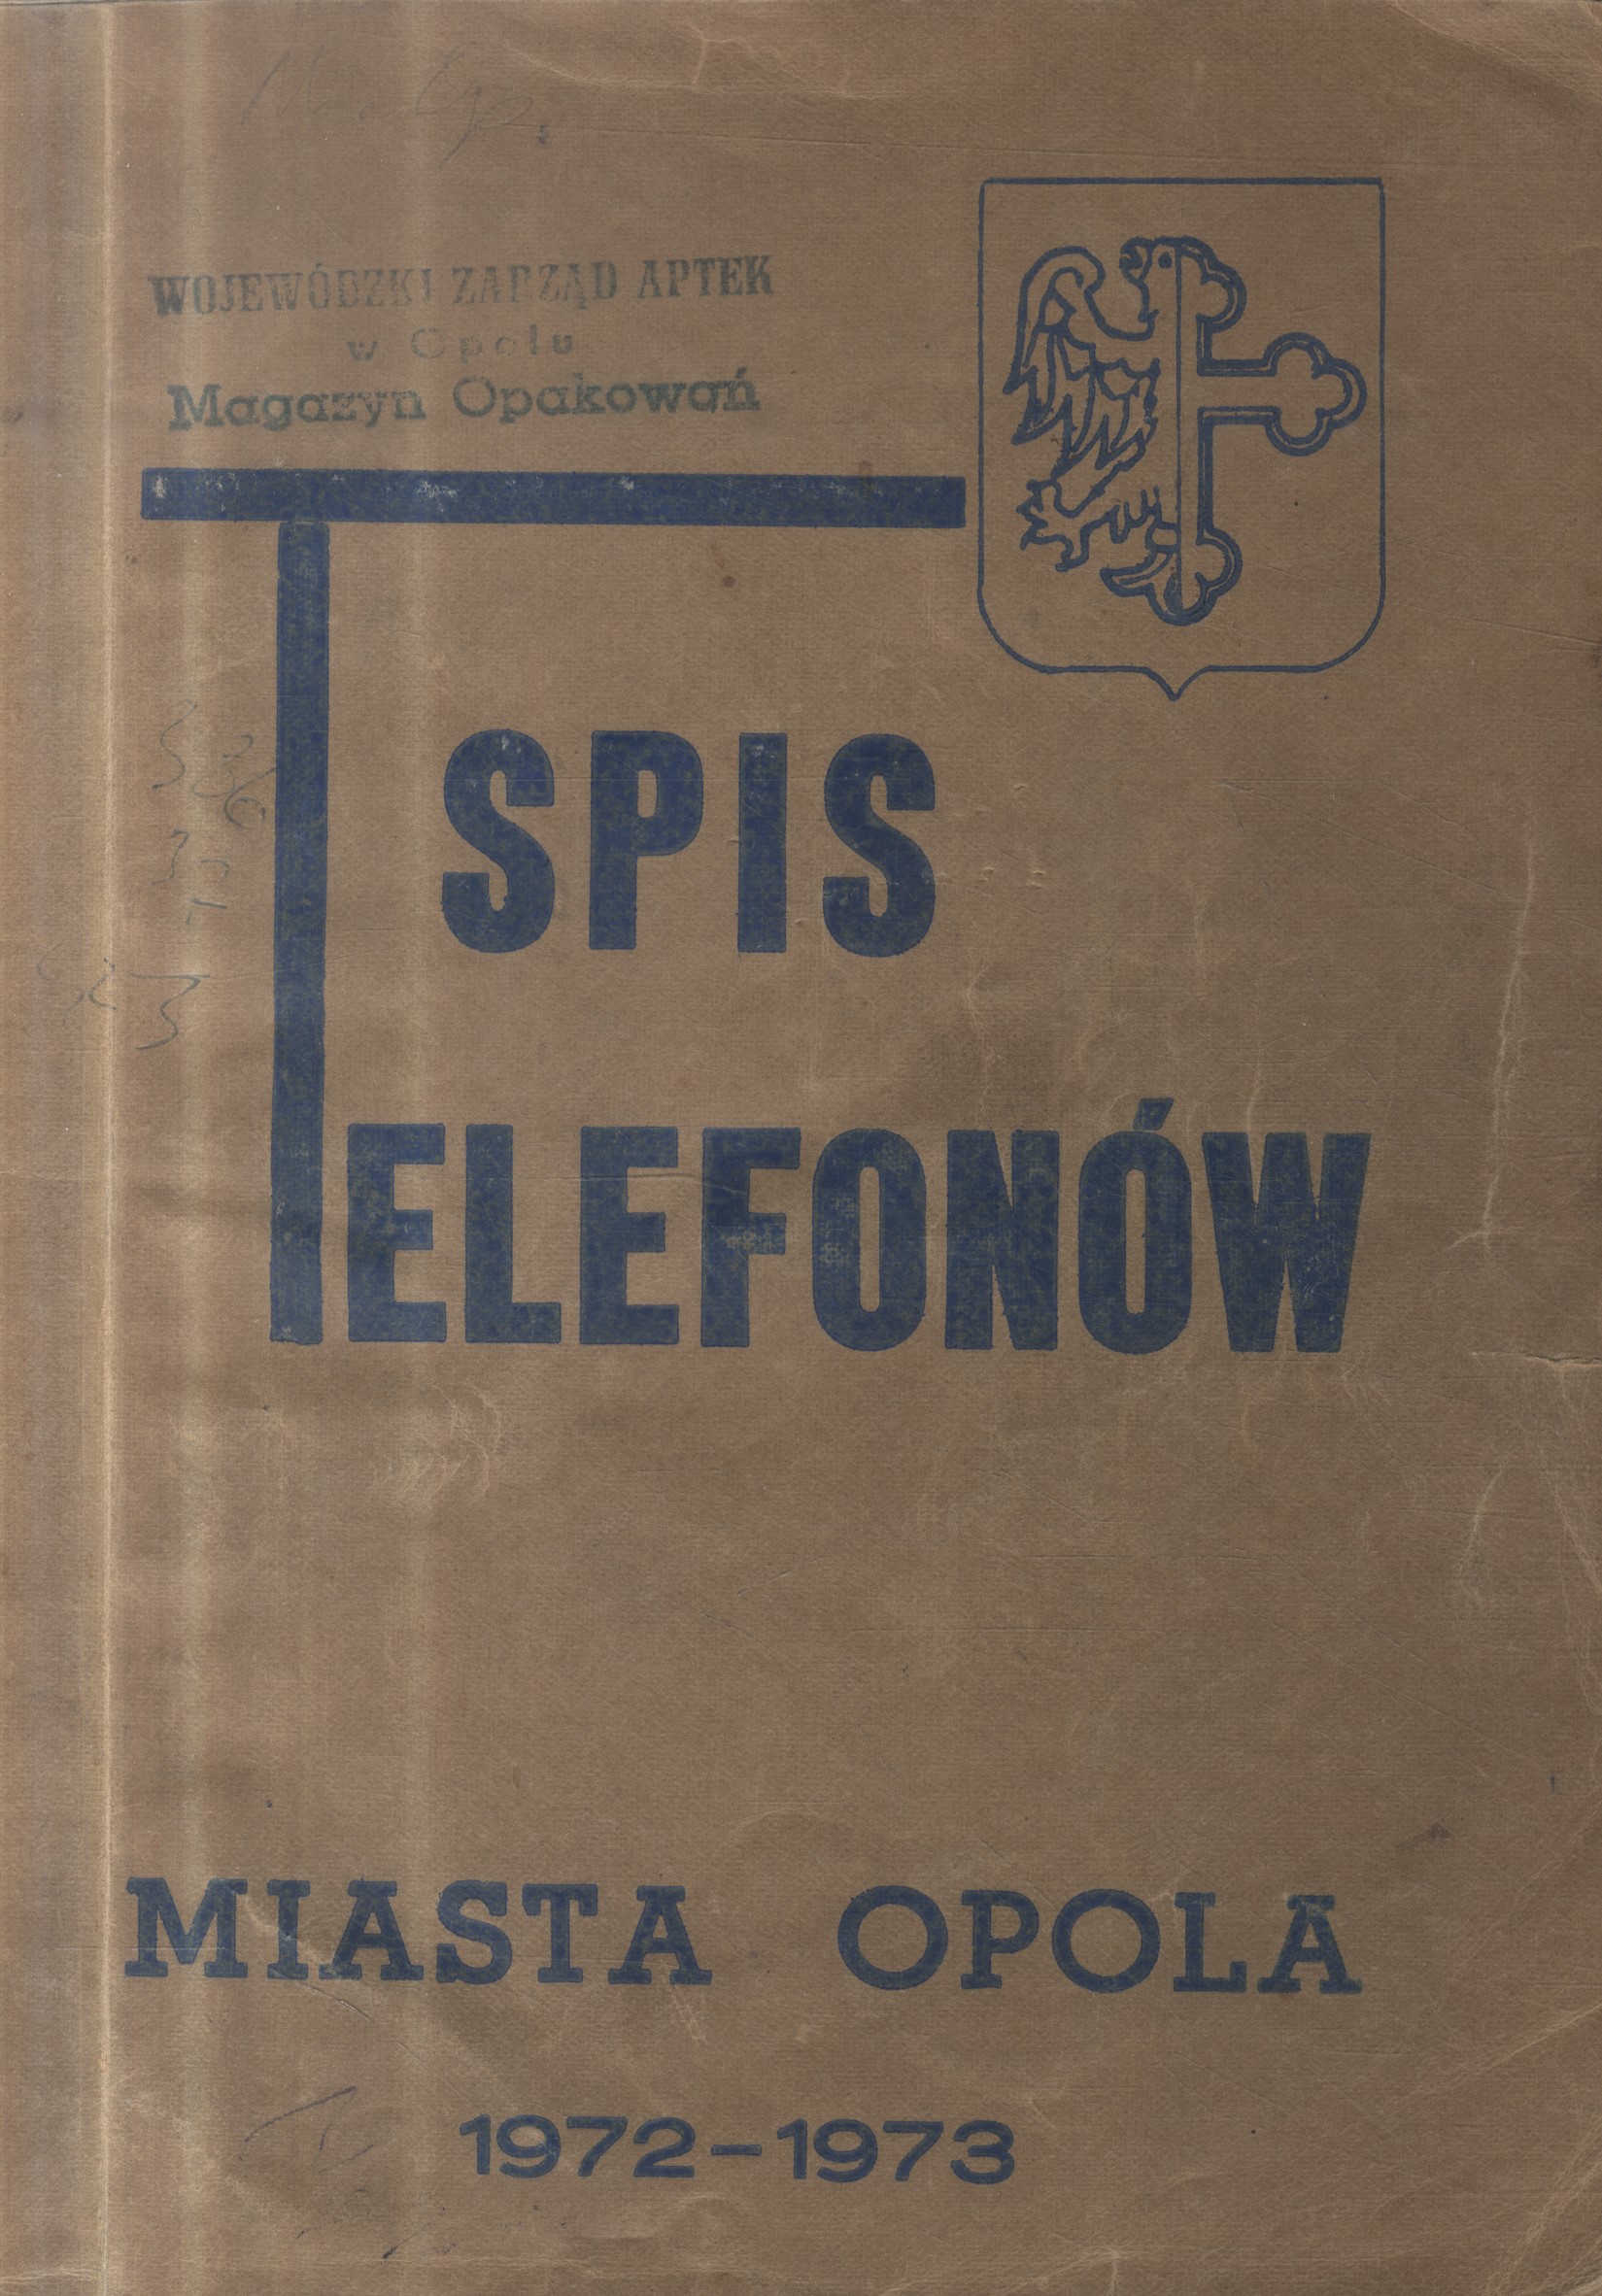 WOJEWÓDZKI ZARZĄD APTEK
w Opolu
Magazyn Opakowań
SPIS
TELEFONÓW
MIASTA OPOLA
1972-1973